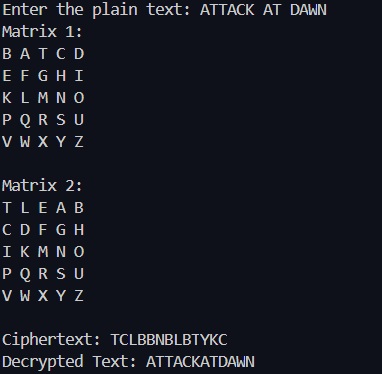 Enter the plain text: ATTACK AT DAWN
Matrix 1:
B A T C D
E F G H I
K L M N O
P Q R S U
V W X Y Z
Matrix 2:
T L E A B
C D F G H
I K M N O
P Q R S U
V W X Y Z
Ciphertext: TCLBBNBLBTYKC
Decrypted Text: ATTACKATDAWN